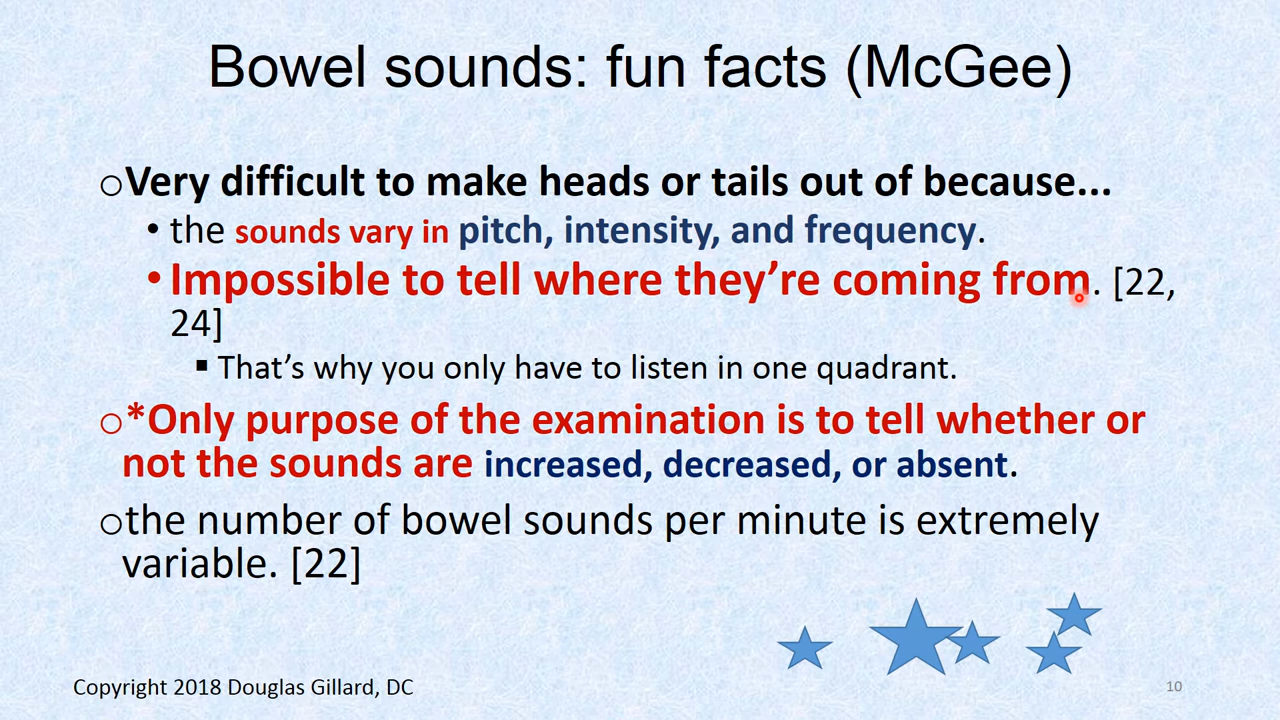 Bowel sounds: fun facts (McGee)
oVery difficult to make heads or tails out of because...
• the sounds vary in pitch, intensity, and frequency.
• Impossible to tell where they're coming from. [22,
24]
▪ That's why you only have to listen in one quadrant.
o*Only purpose of the examination is to tell whether or
not the sounds are increased, decreased, or absent.
othe number of bowel sounds per minute is extremely
variable. [22]
Copyright 2018 Douglas Gillard, DC
10